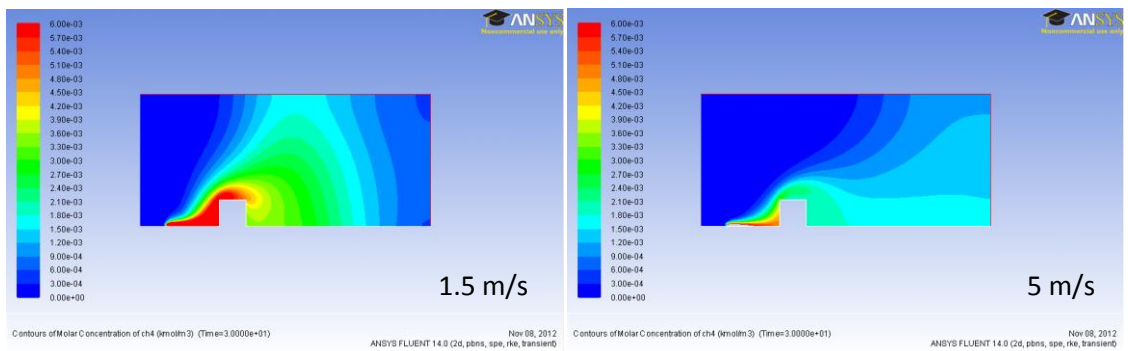 ANSYS
Noncommercial use only
6.00e-03
5.70e-03
5.40e-03
5.10e-03
4.80e-03
4.50e-03
4.20e-03
3.90e-03
3.60e-03
3.30e-03
3.00e-03
2.70e-03
2.40e-03
2.10e-03
1.80e-03
1.50e-03
1.20e-03
9.00e-04
6.00e-04
3.00e-04
0.00e+00
1.5 m/s
Contours of Molar Concentration of ch4 (kmol/m3) (Time=3.0000e+01)
Nov 08, 2012
ANSYS FLUENT 14.0 (2d, pbns, spe, rke, transient)
ANSYS
Noncommercial use only
6.00e-03
5.70e-03
5.40e-03
5.10e-03
4.80e-03
4.50e-03
4.20e-03
3.90e-03
3.60e-03
3.30e-03
3.00e-03
2.70e-03
2.40e-03
2.10e-03
1.80e-03
1.50e-03
1.20e-03
9.00e-04
6.00e-04
3.00e-04
0.00e+00
5 m/s
Contours of Molar Concentration of ch4 (kmol/m3) (Time=3.0000e+01)
Nov 08, 2012
ANSYS FLUENT 14.0 (2d, pbns, spe, rke, transient)